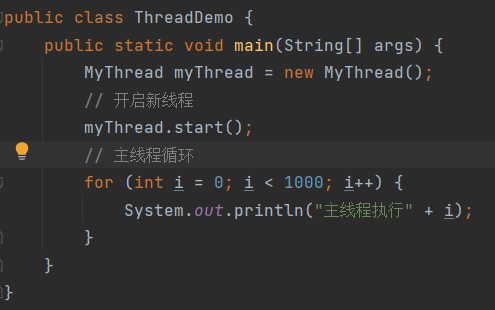 public class ThreadDemo {
public static void main(String[] args) {
MyThread myThread = new MyThread();
// 开启新线程
myThread.start();
// 主线程循环
for (int i = 0; i < 1000; i++) {
System.out.println("主线程执行" + i);
}
}
}